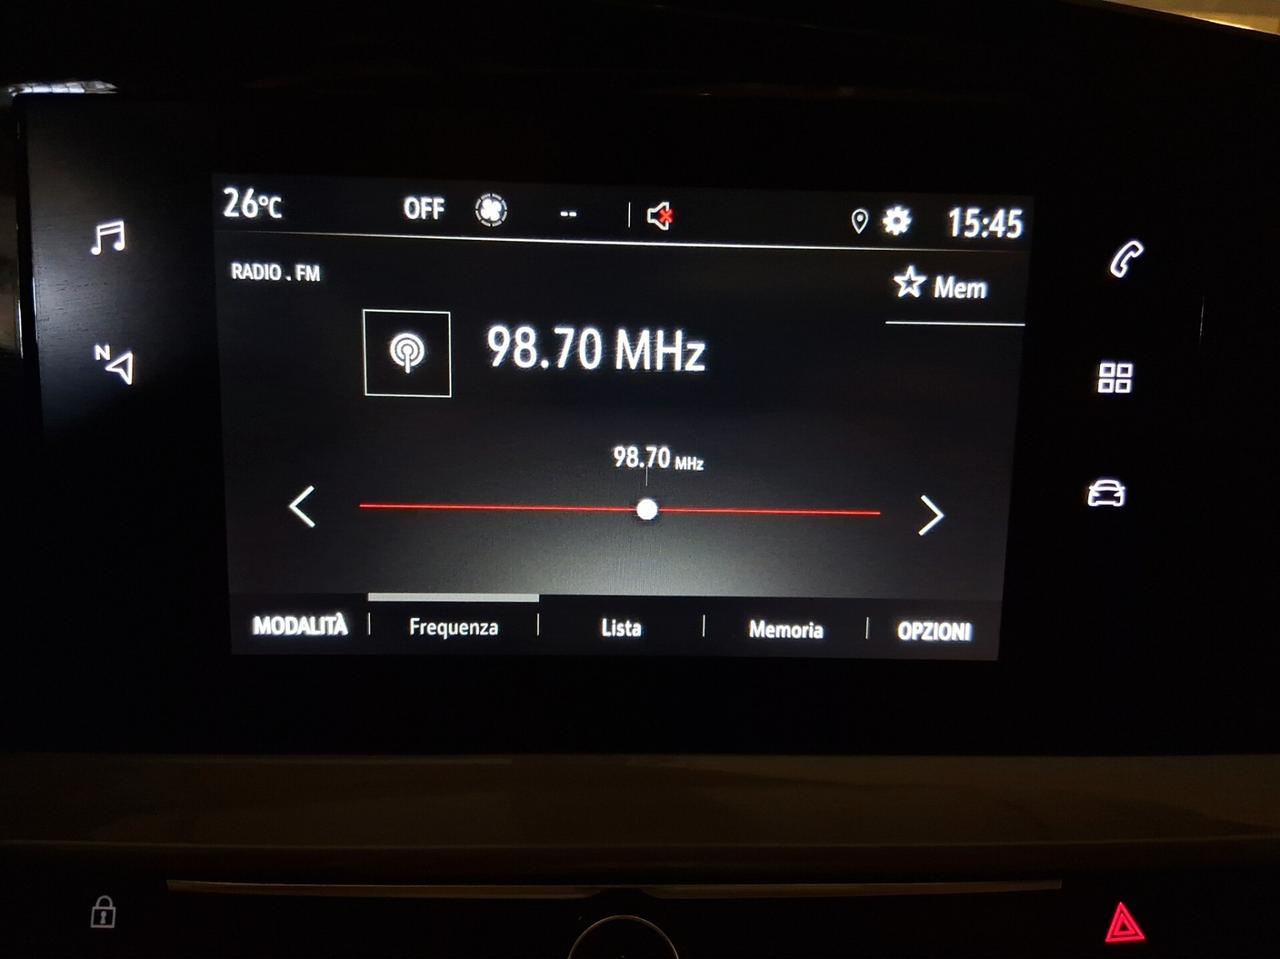 26°C OFF -- 15:45
RADIO . FM
Mem
98.70 MHz
N
98.70 MHz
MODALITÀ Frequenza Lista Memoria OPZIONI